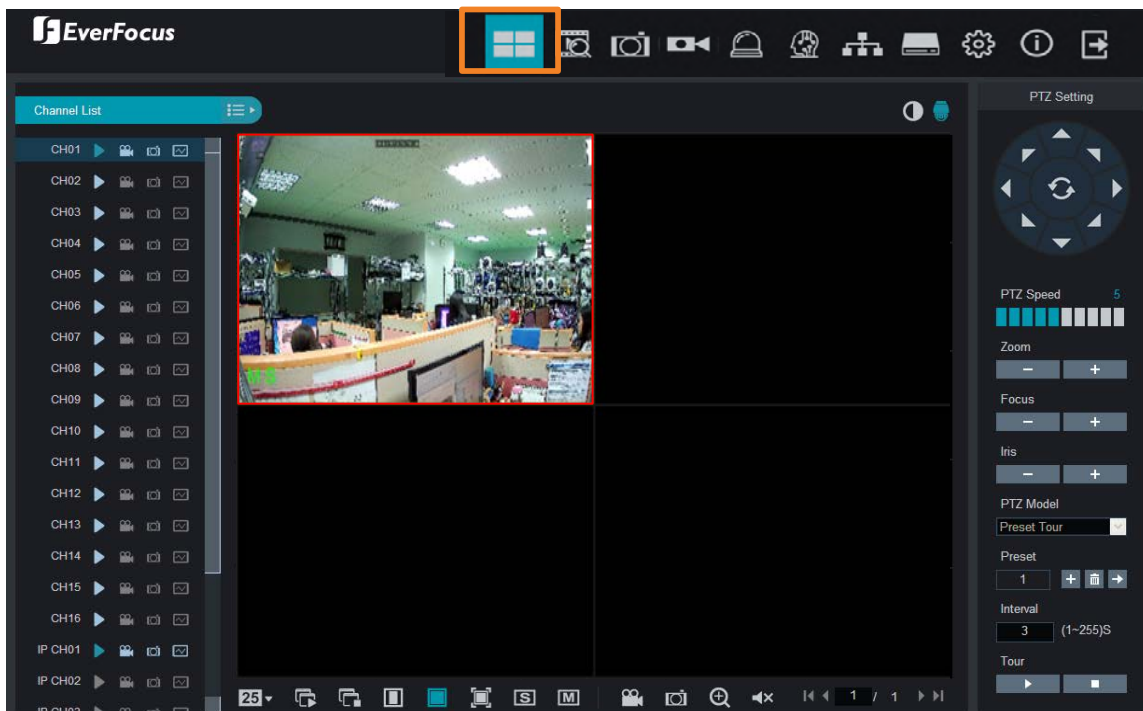 EverFocus
Channel List
PTZ Setting
CH01
CH02
CH03
CH04
CH05
CH06
CH07
CH08
CH09
CH10
CH11
CH12
CH13
CH14
CH15
CH16
IP CH01
IP CH02
IP CH03
M S
PTZ Speed 5
Zoom
- +
Focus
- +
Iris
- +
PTZ Model
Preset Tour
Preset
1 +
Interval
3 (1~255)S
Tour
25 S M 1 / 1